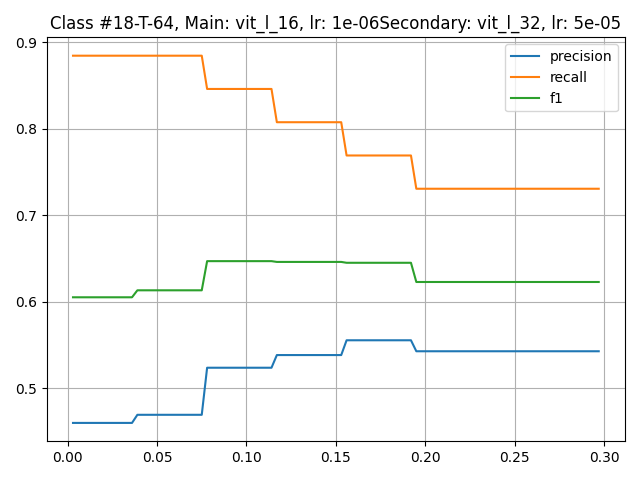 Class #18-T-64, Main: vit_l_16, lr: 1e-06Secondary: vit_l_32, lr: 5e-05
precision
recall
f1
0.9
0.8
0.7
0.6
0.5
0.00 0.05 0.10 0.15 0.20 0.25 0.30